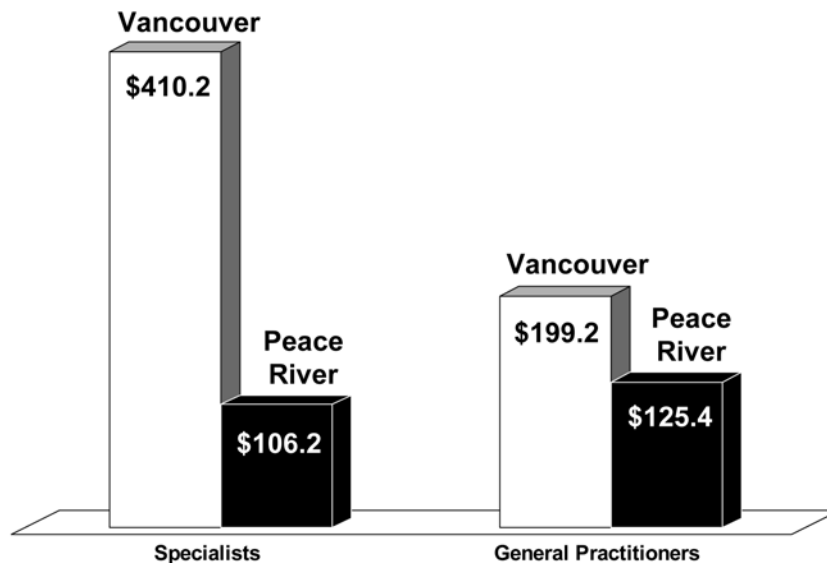 Vancouver
$410.2
Peace
River
$106.2
Specialists
Vancouver
$199.2
Peace
River
$125.4
General Practitioners